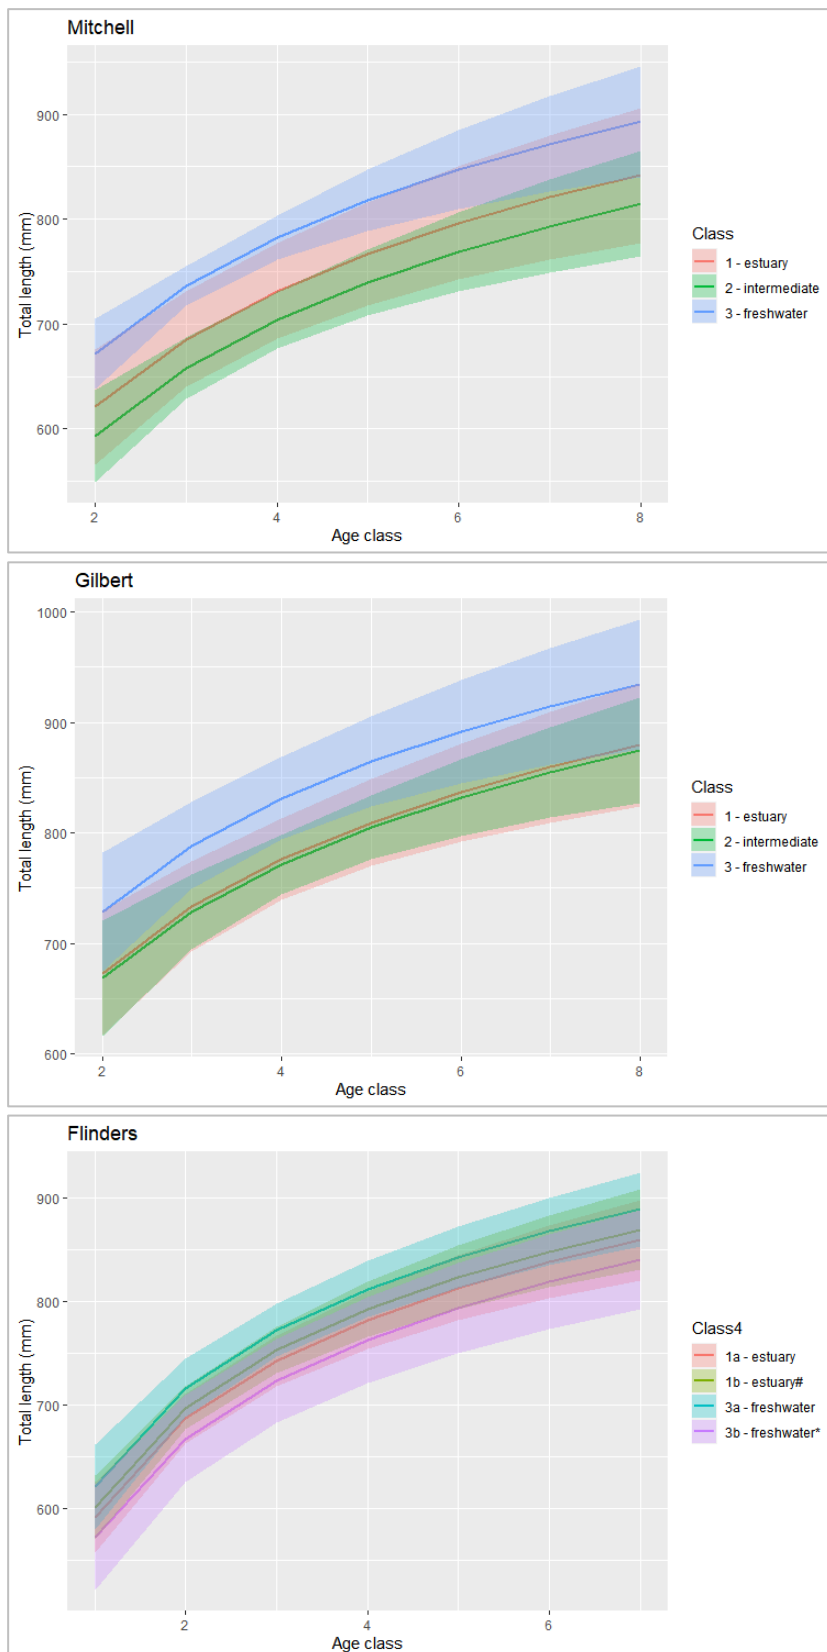 Mitchell
Total length (mm)
900
800
700
600
2
4
6
8
Age class
Class
1 - estuary
2 - intermediate
3 - freshwater
Gilbert
Total length (mm)
1000
900
800
700
600
2
4
6
8
Age class
Class
1 - estuary
2 - intermediate
3 - freshwater
Flinders
Total length (mm)
900
800
700
600
2
4
6
Age class
Class4
1a - estuary
1b - estuary#
3a - freshwater
3b - freshwater*